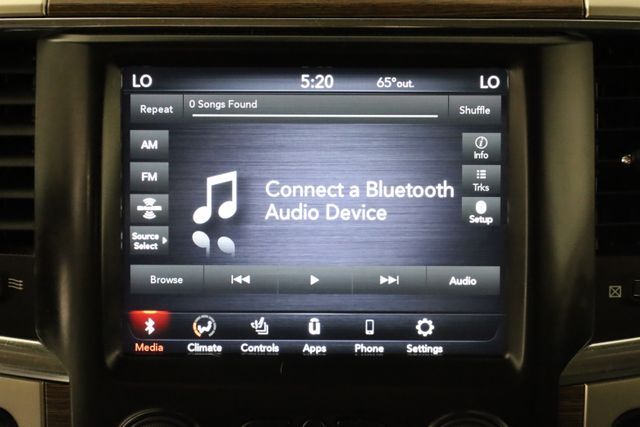 LO 5:20 65°out. LO
Repeat 0 Songs Found Shuffle
AM
FM
Source
Select
Info
Trks
Setup
Connect a Bluetooth
Audio Device
Browse Audio
Media Climate Controls Apps Phone Settings